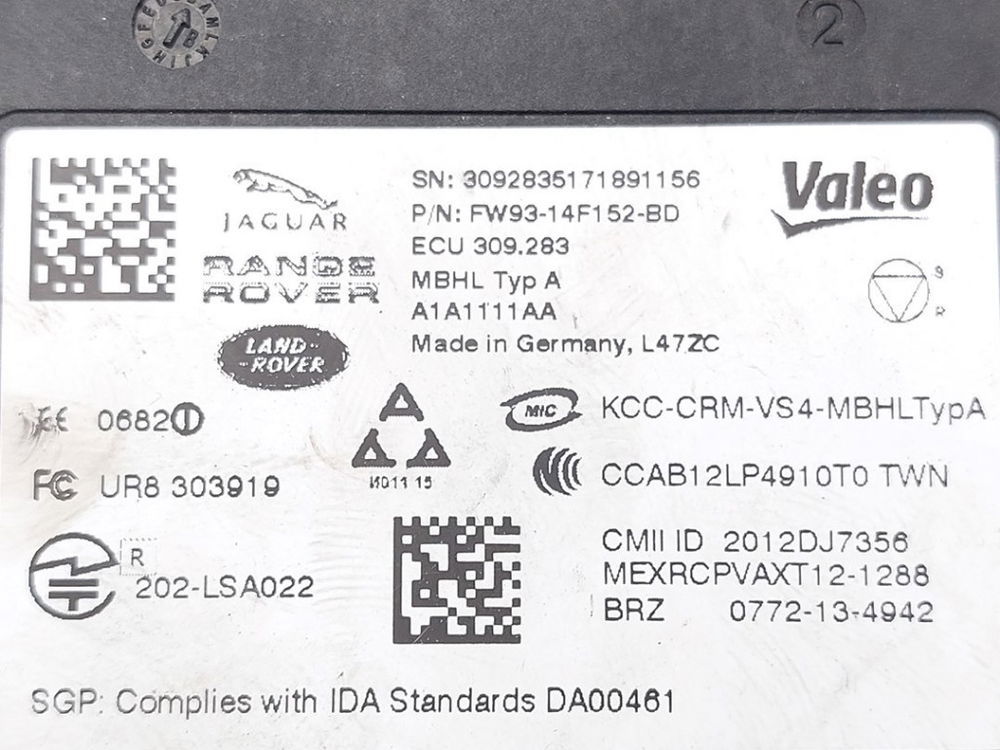 2
JAGUAR
RANGE
ROVER
LAND-
-ROVER
SN: 3092835171891156
P/N: FW93-14F152-BD
ECU 309.283
MBHL Typ A
A1A1111AA
Made in Germany, L47ZC
Valeo
9
R
CE 0682
FC UR8 303919
R
202-LSA022
MIC KCC-CRM-VS4-MBHLTypA
CCAB12LP4910T0 TWN
CMII ID 2012DJ7356
MEXRCPVAXT12-1288
BRZ 0772-13-4942
SGP: Complies with IDA Standards DA00461